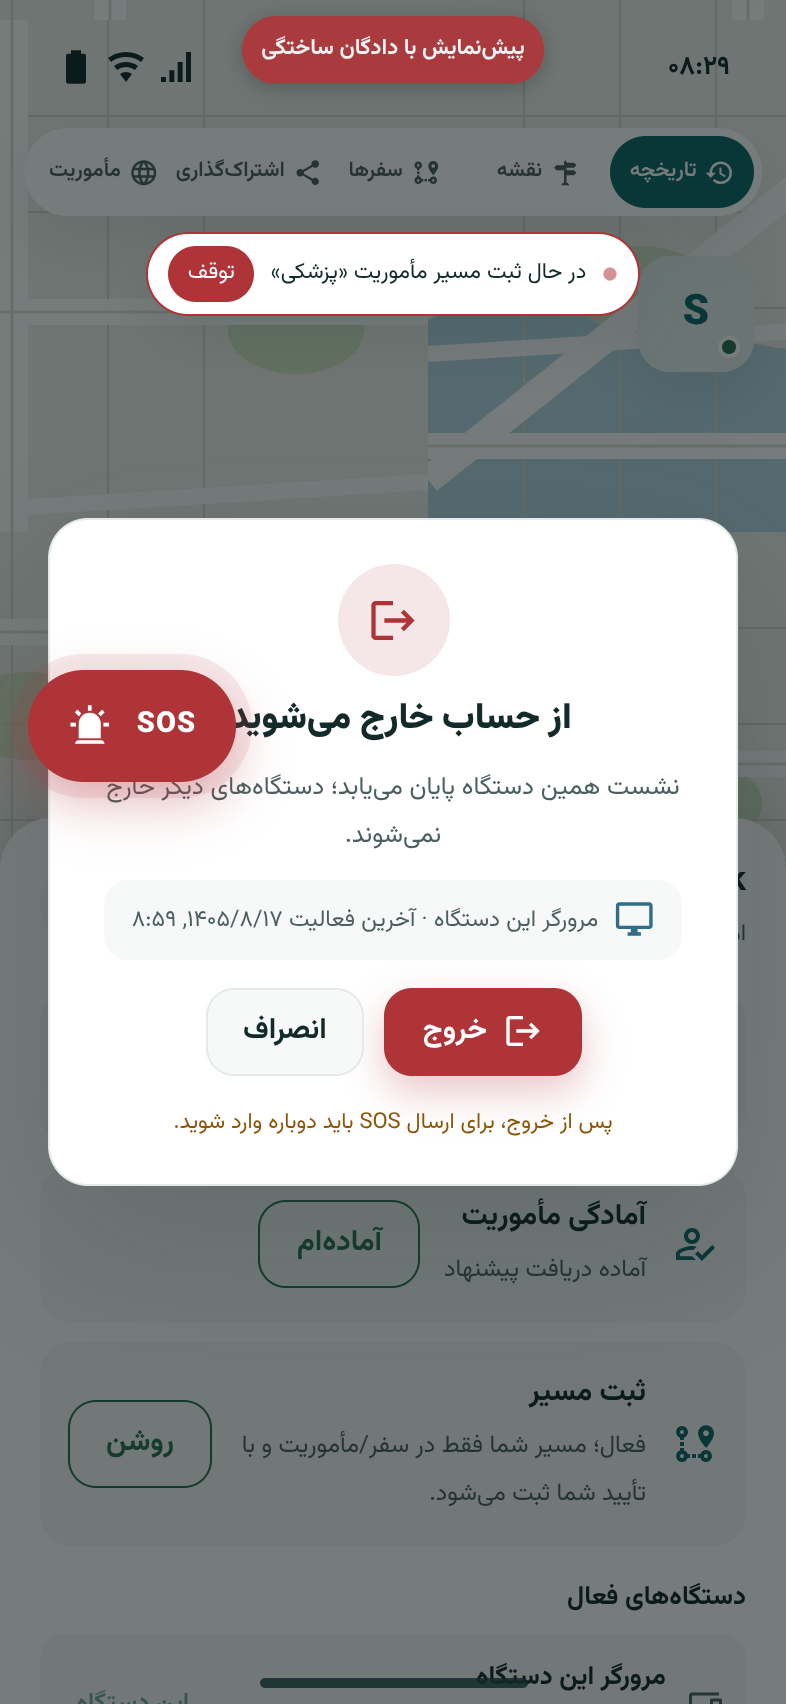 پیش‌نمایش با دادگان ساختگی
۰۸:۲۹
تاریخچه
نقشه
سفرها
اشتراک‌گذاری
مأموریت
در حال ثبت مسیر مأموریت «پزشکی»
توقف
S
SOS
از حساب خارج می‌شوید
نشست همین دستگاه پایان می‌یابد؛ دستگاه‌های دیگر خارج
نمی‌شوند.
مرورگر این دستگاه · آخرین فعالیت ۱۴۰۵/۸/۱۷, ۸:۵۹
خروج
انصراف
پس از خروج، برای ارسال SOS باید دوباره وارد شوید.
آمادگی مأموریت
آماده دریافت پیشنهاد
آماده‌ام
ثبت مسیر
فعال؛ مسیر شما فقط در سفر/مأموریت و با
تأیید شما ثبت می‌شود.
روشن
دستگاه‌های فعال
مرورگر این دستگاه
این دستگاه